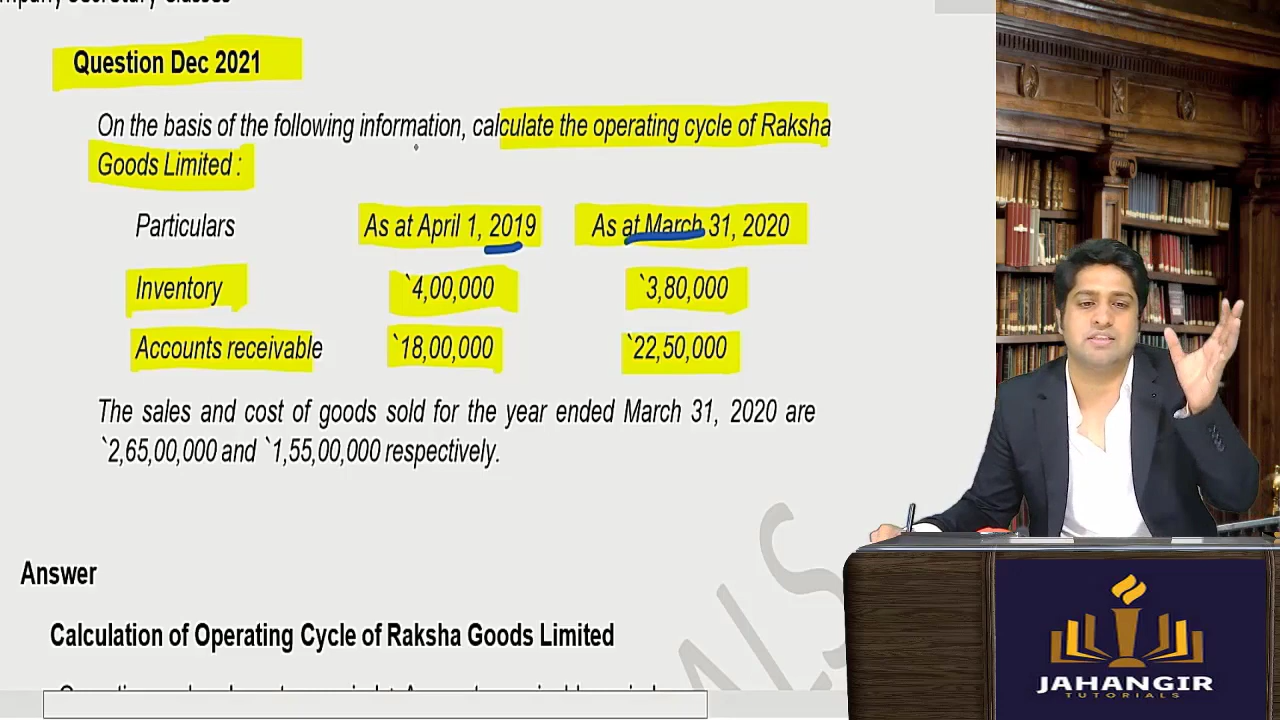 Question Dec 2021
On the basis of the following information, calculate the operating cycle of Raksha
Goods Limited :
Particulars As at April 1, 2019 As at March 31, 2020
Inventory `4,00,000 `3,80,000
Accounts receivable `18,00,000 `22,50,000
The sales and cost of goods sold for the year ended March 31, 2020 are
`2,65,00,000 and `1,55,00,000 respectively.
Answer
Calculation of Operating Cycle of Raksha Goods Limited
JAHANGIR
TUTORIALS